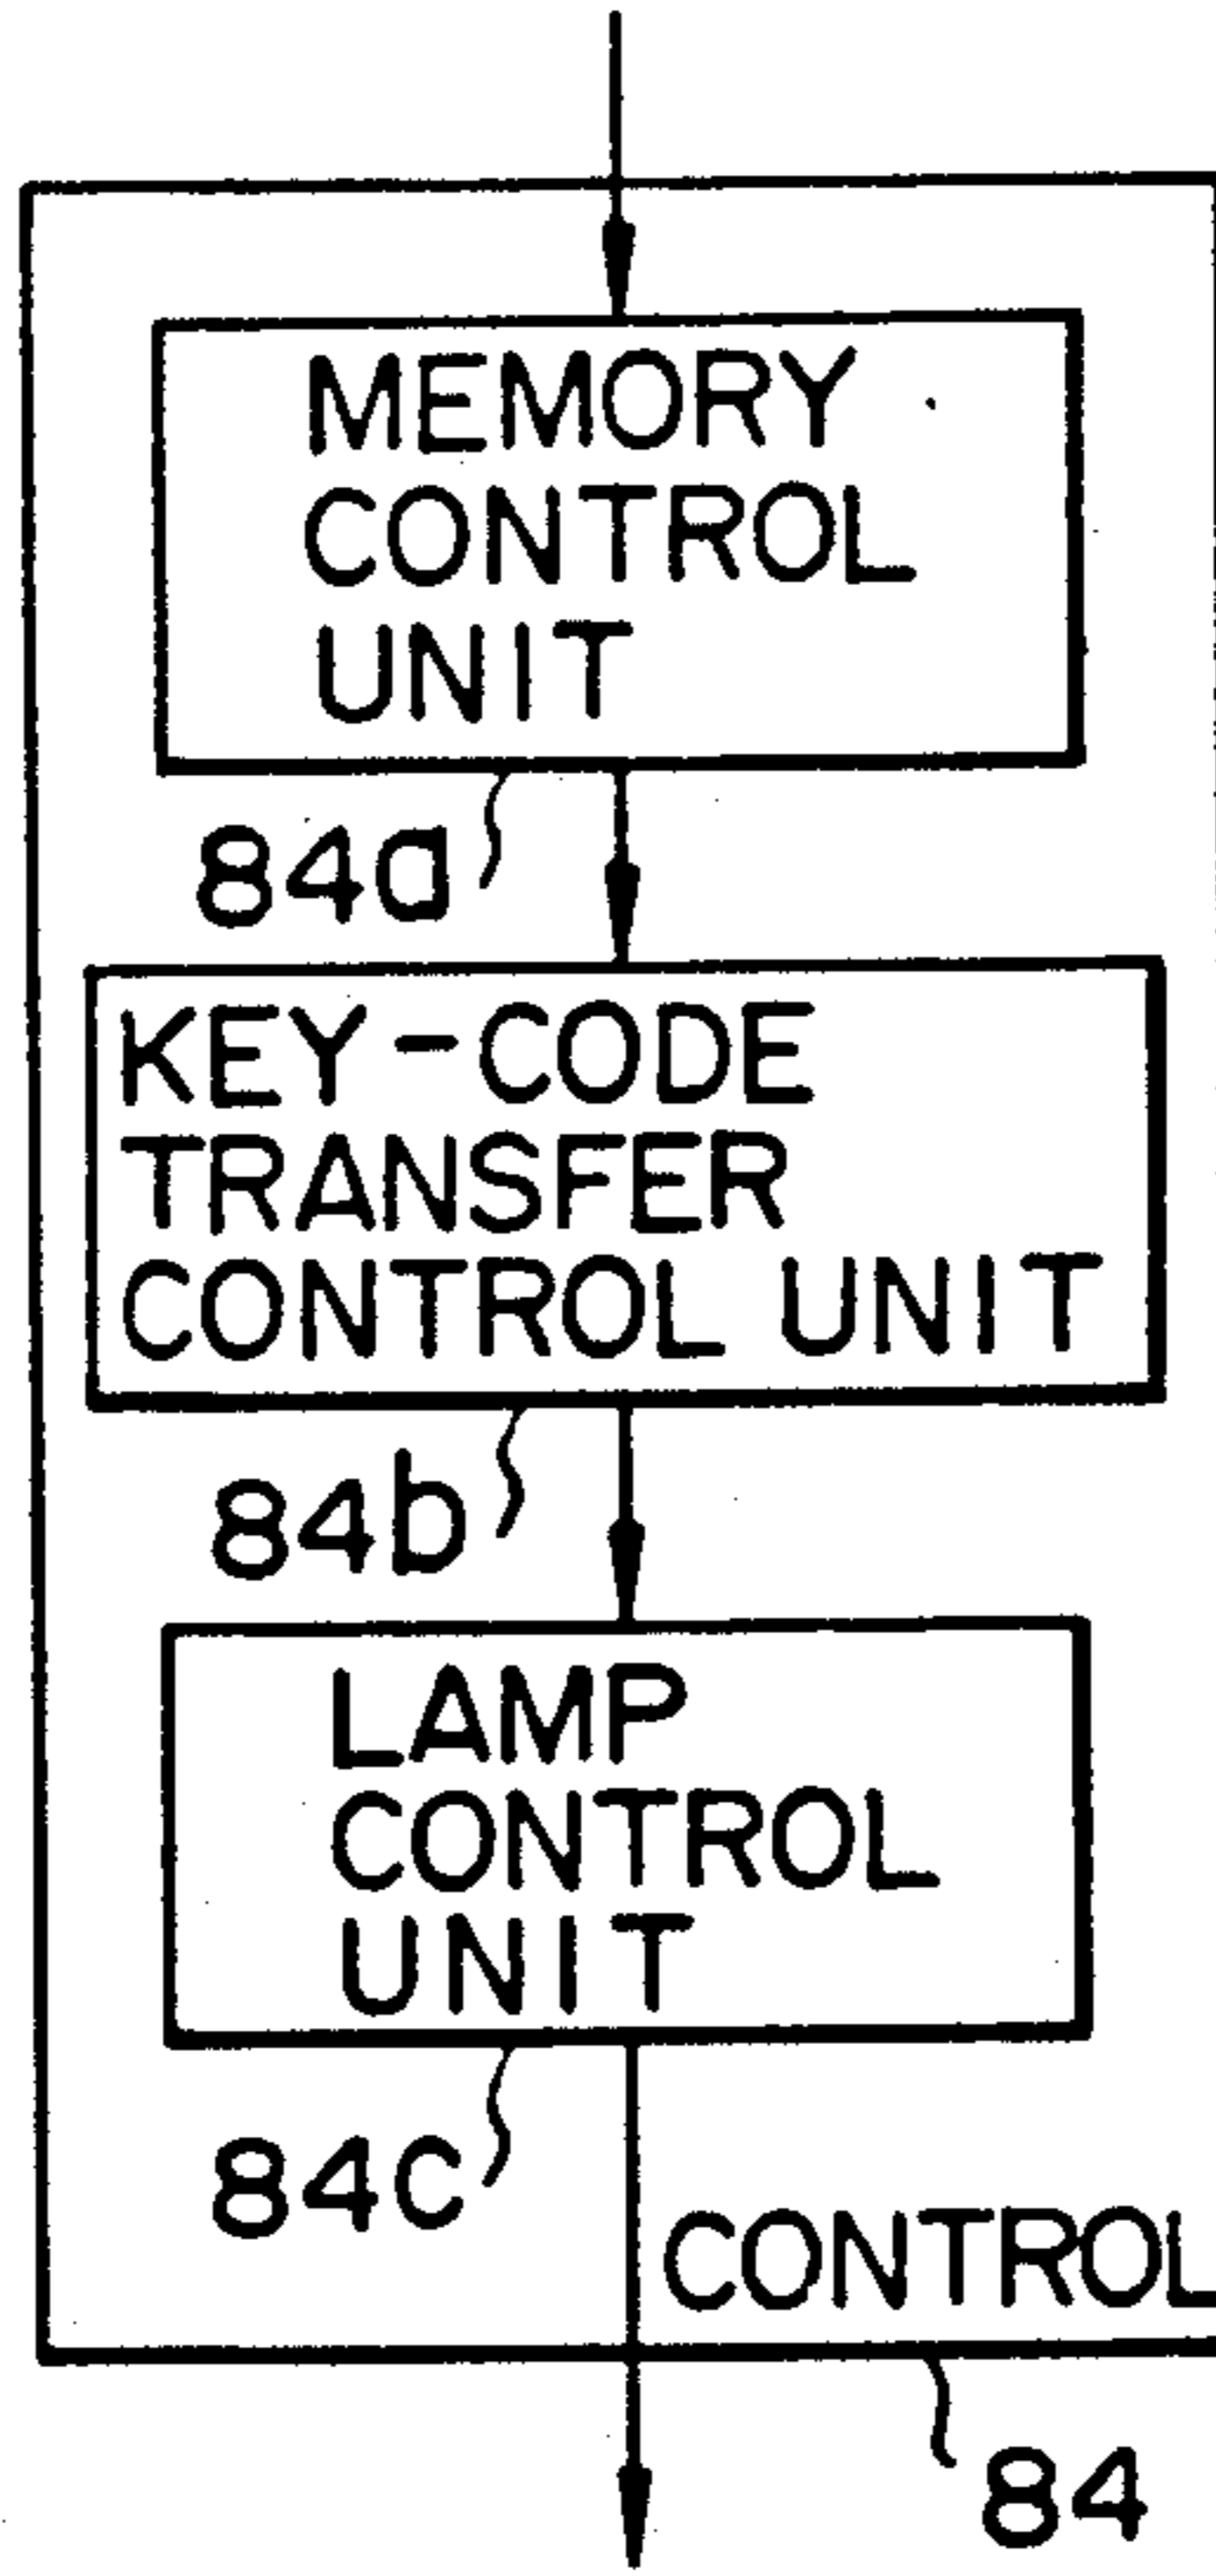 MEMORY
CONTROL
UNIT
84a
KEY-CODE
TRANSFER
CONTROL UNIT
84b
LAMP
CONTROL
UNIT
84c
CONTROL
84